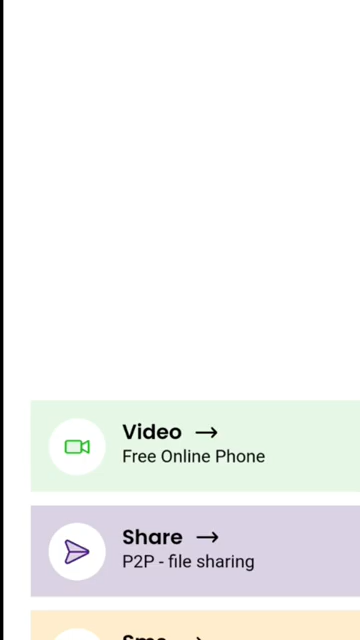 Video →
Free Online Phone
Share →
P2P - file sharing